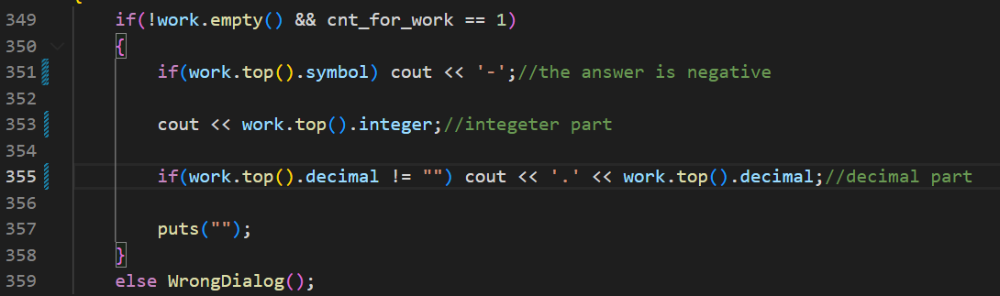 349 if(!work.empty() && cnt_for_work == 1)
350 {
351 if(work.top().symbol) cout << '-';//the answer is negative
352
353 cout << work.top().integer;//integeter part
354
355 if(work.top().decimal != "") cout << '.' << work.top().decimal;//decimal part
356
357 puts("");
358 }
359 else WrongDialog();